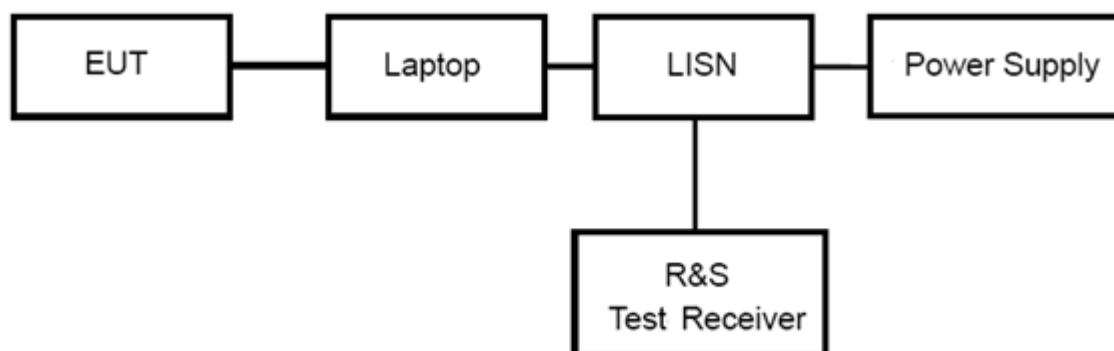 EUT
Laptop
LISN
Power Supply
R&S
Test Receiver